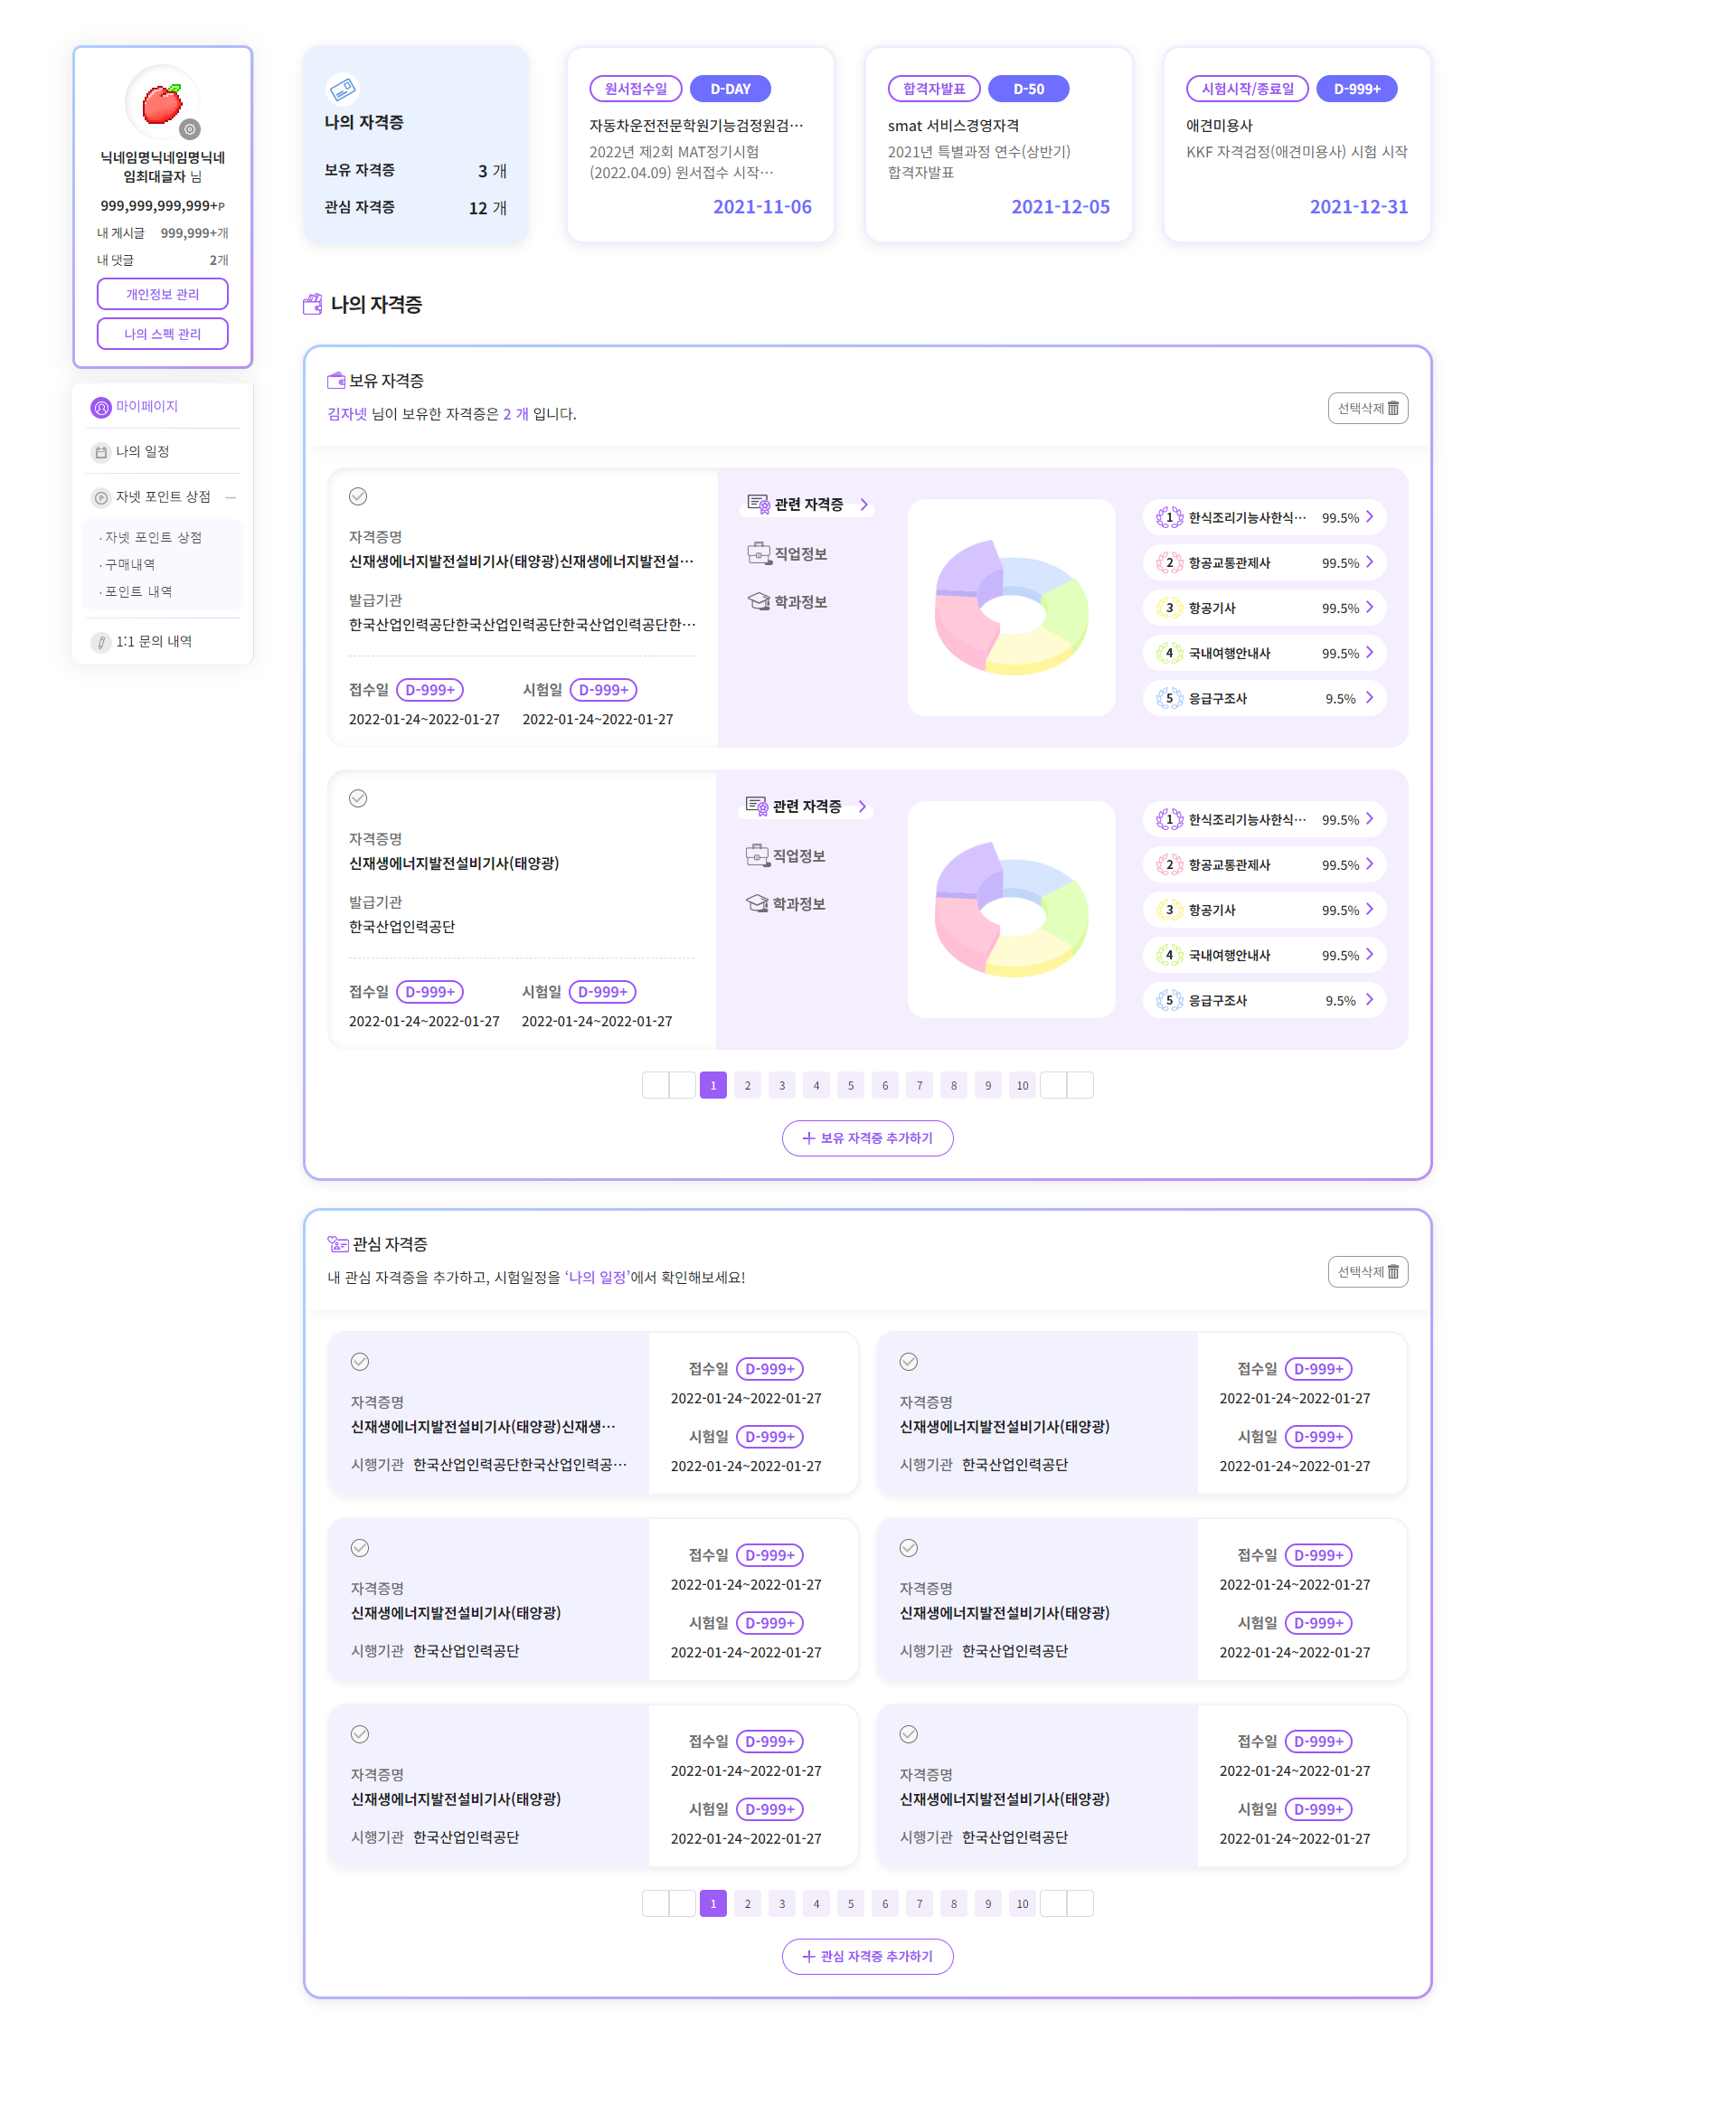 닉네임명닉네임명닉네
임최대글자 님
999,999,999,999+P
내 게시글 999,999+개
내 댓글 2개
개인정보 관리
나의 스펙 관리
마이페이지
나의 일정
자넷 포인트 상점
· 자넷 포인트 상점
· 구매내역
· 포인트 내역
1:1 문의 내역
나의 자격증
보유 자격증 3 개
관심 자격증 12 개
원서접수일 D-DAY
자동차운전전문학원기능검정원검…
2022년 제2회 MAT정기시험
(2022.04.09) 원서접수 시작…
2021-11-06
합격자발표 D-50
smat 서비스경영자격
2021년 특별과정 연수(상반기)
합격자발표
2021-12-05
시험시작/종료일 D-999+
애견미용사
KKF 자격검정(애견미용사) 시험 시작
2021-12-31
나의 자격증
보유 자격증
김자넷 님이 보유한 자격증은 2 개 입니다.
선택삭제
자격증명
신재생에너지발전설비기사(태양광)신재생에너지발전설…
발급기관
한국산업인력공단한국산업인력공단한국산업인력공단한…
접수일 D-999+ 시험일 D-999+
2022-01-24~2022-01-27 2022-01-24~2022-01-27
관련 자격증
직업정보
학과정보
1 한식조리기능사한식… 99.5%
2 항공교통관제사 99.5%
3 항공기사 99.5%
4 국내여행안내사 99.5%
5 응급구조사 9.5%
자격증명
신재생에너지발전설비기사(태양광)
발급기관
한국산업인력공단
접수일 D-999+ 시험일 D-999+
2022-01-24~2022-01-27 2022-01-24~2022-01-27
관련 자격증
직업정보
학과정보
1 한식조리기능사한식… 99.5%
2 항공교통관제사 99.5%
3 항공기사 99.5%
4 국내여행안내사 99.5%
5 응급구조사 9.5%
1 2 3 4 5 6 7 8 9 10
+ 보유 자격증 추가하기
관심 자격증
내 관심 자격증을 추가하고, 시험일정을 ‘나의 일정’에서 확인해보세요!
선택삭제
자격증명
신재생에너지발전설비기사(태양광)신재생…
시행기관 한국산업인력공단한국산업인력공…
접수일 D-999+
2022-01-24~2022-01-27
시험일 D-999+
2022-01-24~2022-01-27
자격증명
신재생에너지발전설비기사(태양광)
시행기관 한국산업인력공단
접수일 D-999+
2022-01-24~2022-01-27
시험일 D-999+
2022-01-24~2022-01-27
자격증명
신재생에너지발전설비기사(태양광)
시행기관 한국산업인력공단
접수일 D-999+
2022-01-24~2022-01-27
시험일 D-999+
2022-01-24~2022-01-27
자격증명
신재생에너지발전설비기사(태양광)
시행기관 한국산업인력공단
접수일 D-999+
2022-01-24~2022-01-27
시험일 D-999+
2022-01-24~2022-01-27
자격증명
신재생에너지발전설비기사(태양광)
시행기관 한국산업인력공단
접수일 D-999+
2022-01-24~2022-01-27
시험일 D-999+
2022-01-24~2022-01-27
자격증명
신재생에너지발전설비기사(태양광)
시행기관 한국산업인력공단
접수일 D-999+
2022-01-24~2022-01-27
시험일 D-999+
2022-01-24~2022-01-27
1 2 3 4 5 6 7 8 9 10
+ 관심 자격증 추가하기